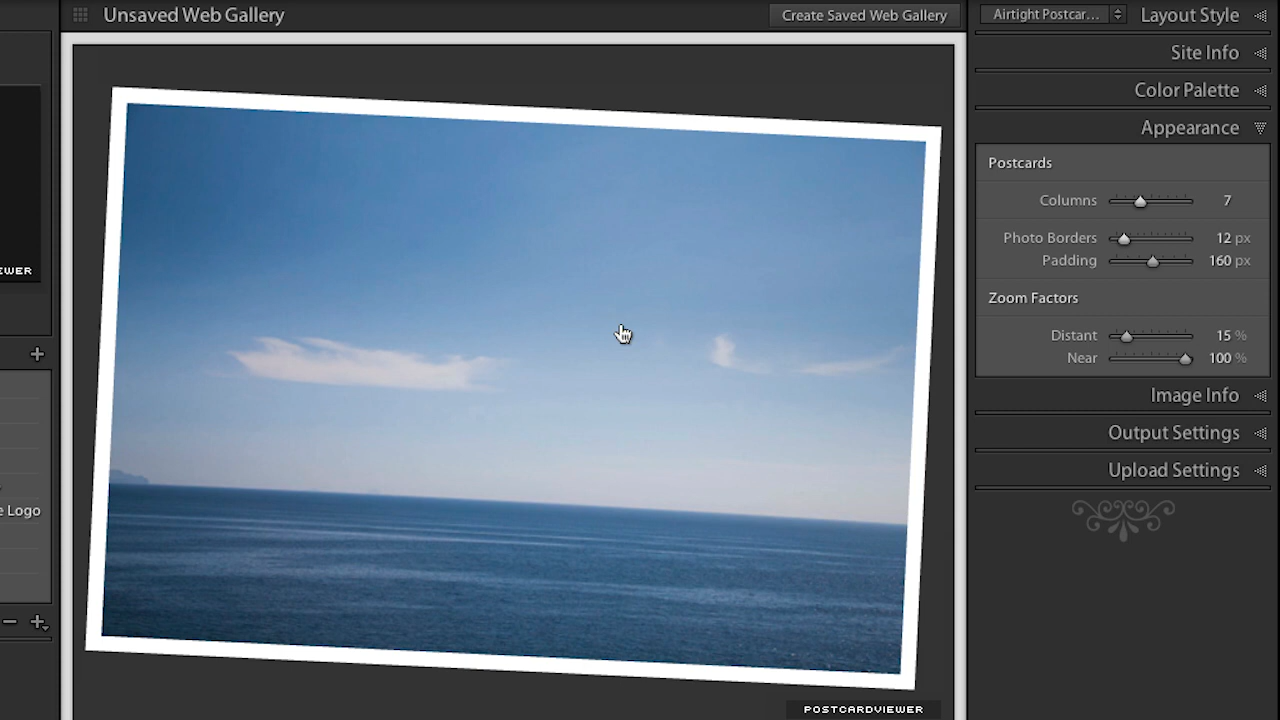 Unsaved Web Gallery
Create Saved Web Gallery
Airtight Postcar...
Layout Style
Site Info
Color Palette
Appearance
Postcards
Columns 7
Photo Borders 12 px
Padding 160 px
Zoom Factors
Distant 15 %
Near 100 %
Image Info
Output Settings
Upload Settings
EWER
e Logo
POSTCARDVIEWER